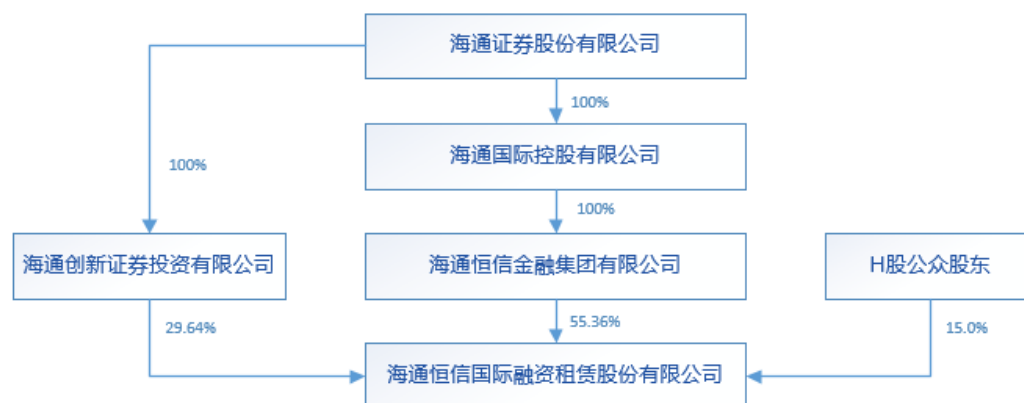 海通证券股份有限公司
100%
海通国际控股有限公司
100%
100%
海通创新证券投资有限公司
海通恒信金融集团有限公司
H股公众股东
29.64%
55.36%
15.0%
海通恒信国际融资租赁股份有限公司